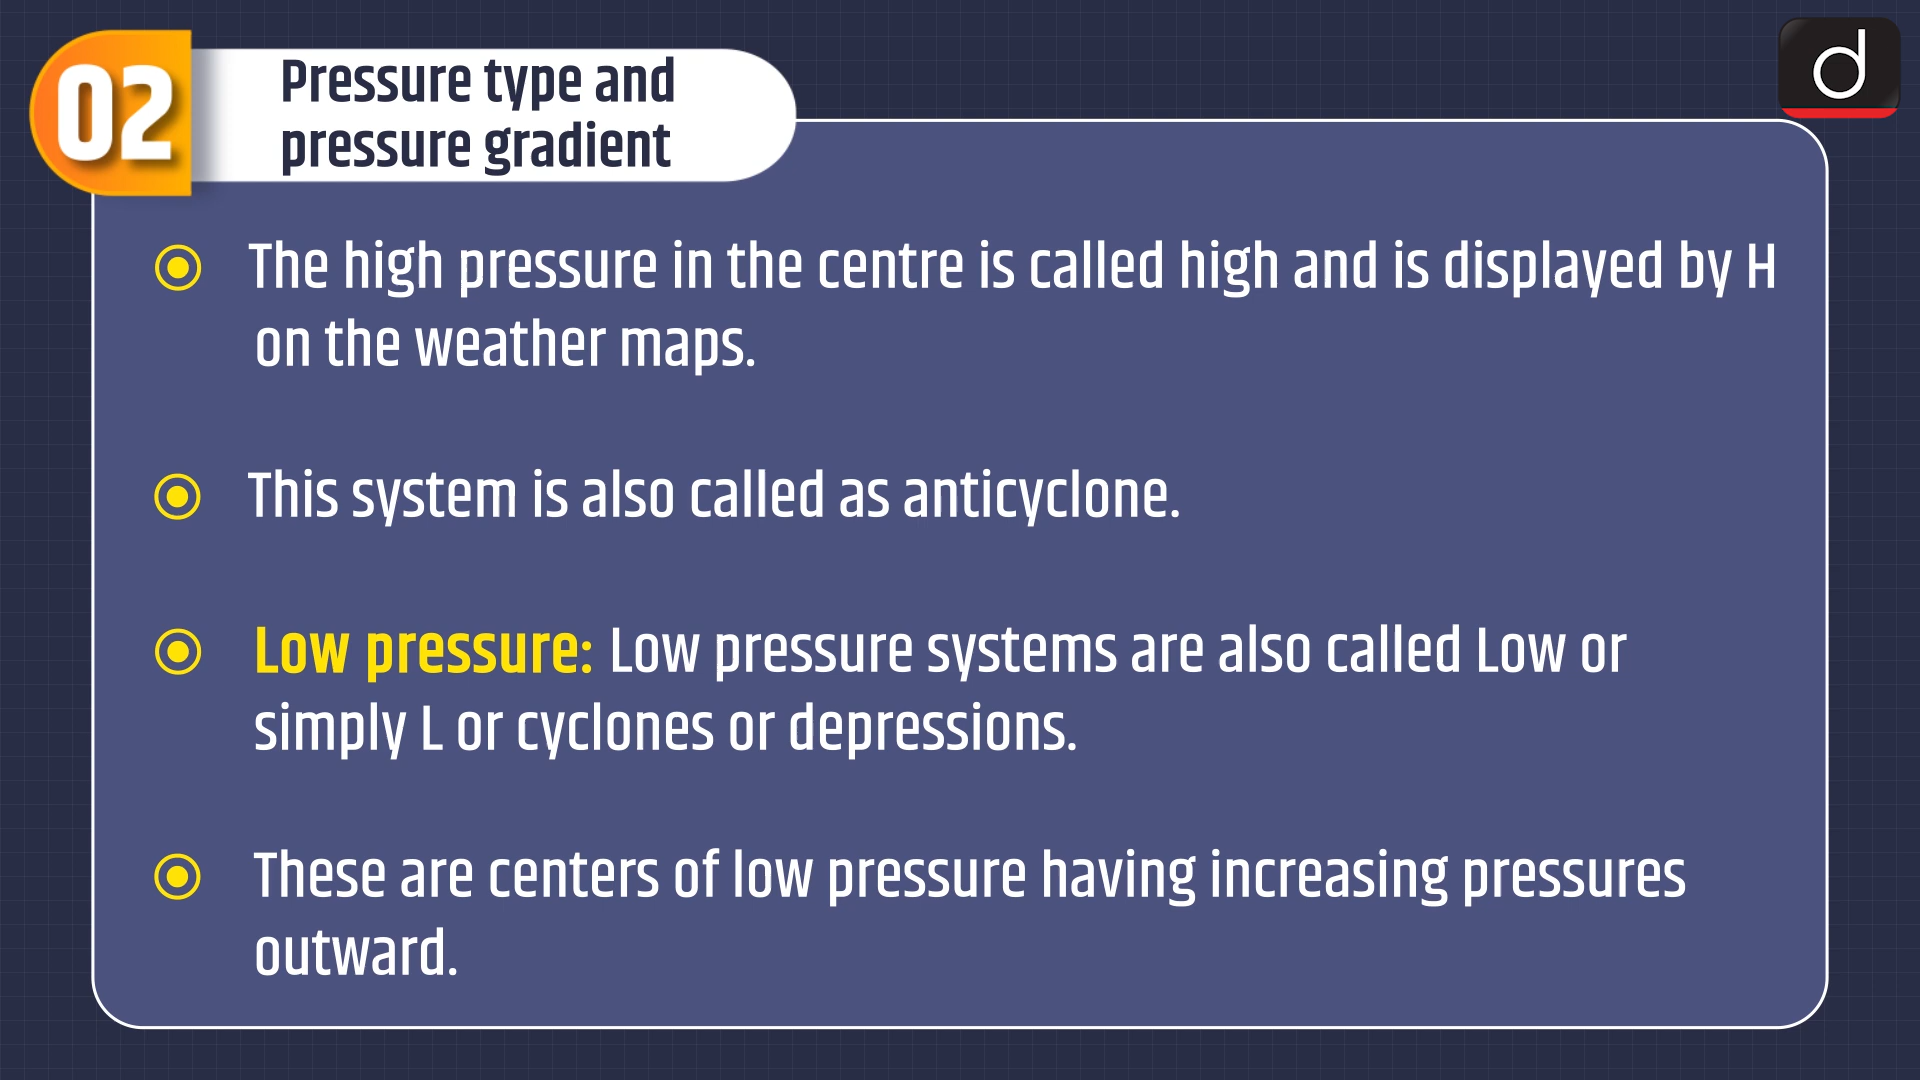 02
Pressure type and
pressure gradient
d
The high pressure in the centre is called high and is displayed by H
on the weather maps.
This system is also called as anticyclone.
Low pressure: Low pressure systems are also called Low or
simply L or cyclones or depressions.
These are centers of low pressure having increasing pressures
outward.